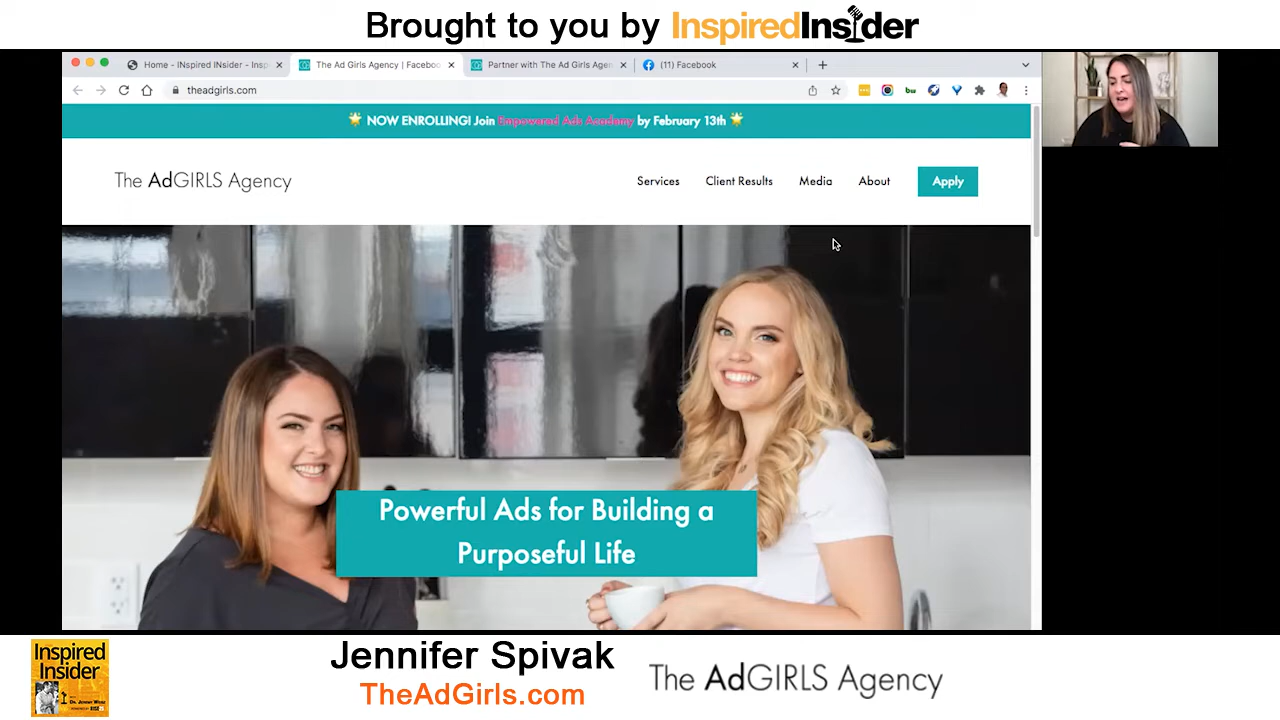 Brought to you by InspiredInsider
Home - INspired INsider - Insp
The Ad Girls Agency | Faceboo
Partner with The Ad Girls Agen
(11) Facebook
theadgirls.com
NOW ENROLLING! Join Empowered Ads Academy by February 13th
The AdGIRLS Agency
Services
Client Results
Media
About
Apply
Powerful Ads for Building a
Purposeful Life
Inspired
Insider
Jennifer Spivak
TheAdGirls.com
The AdGIRLS Agency